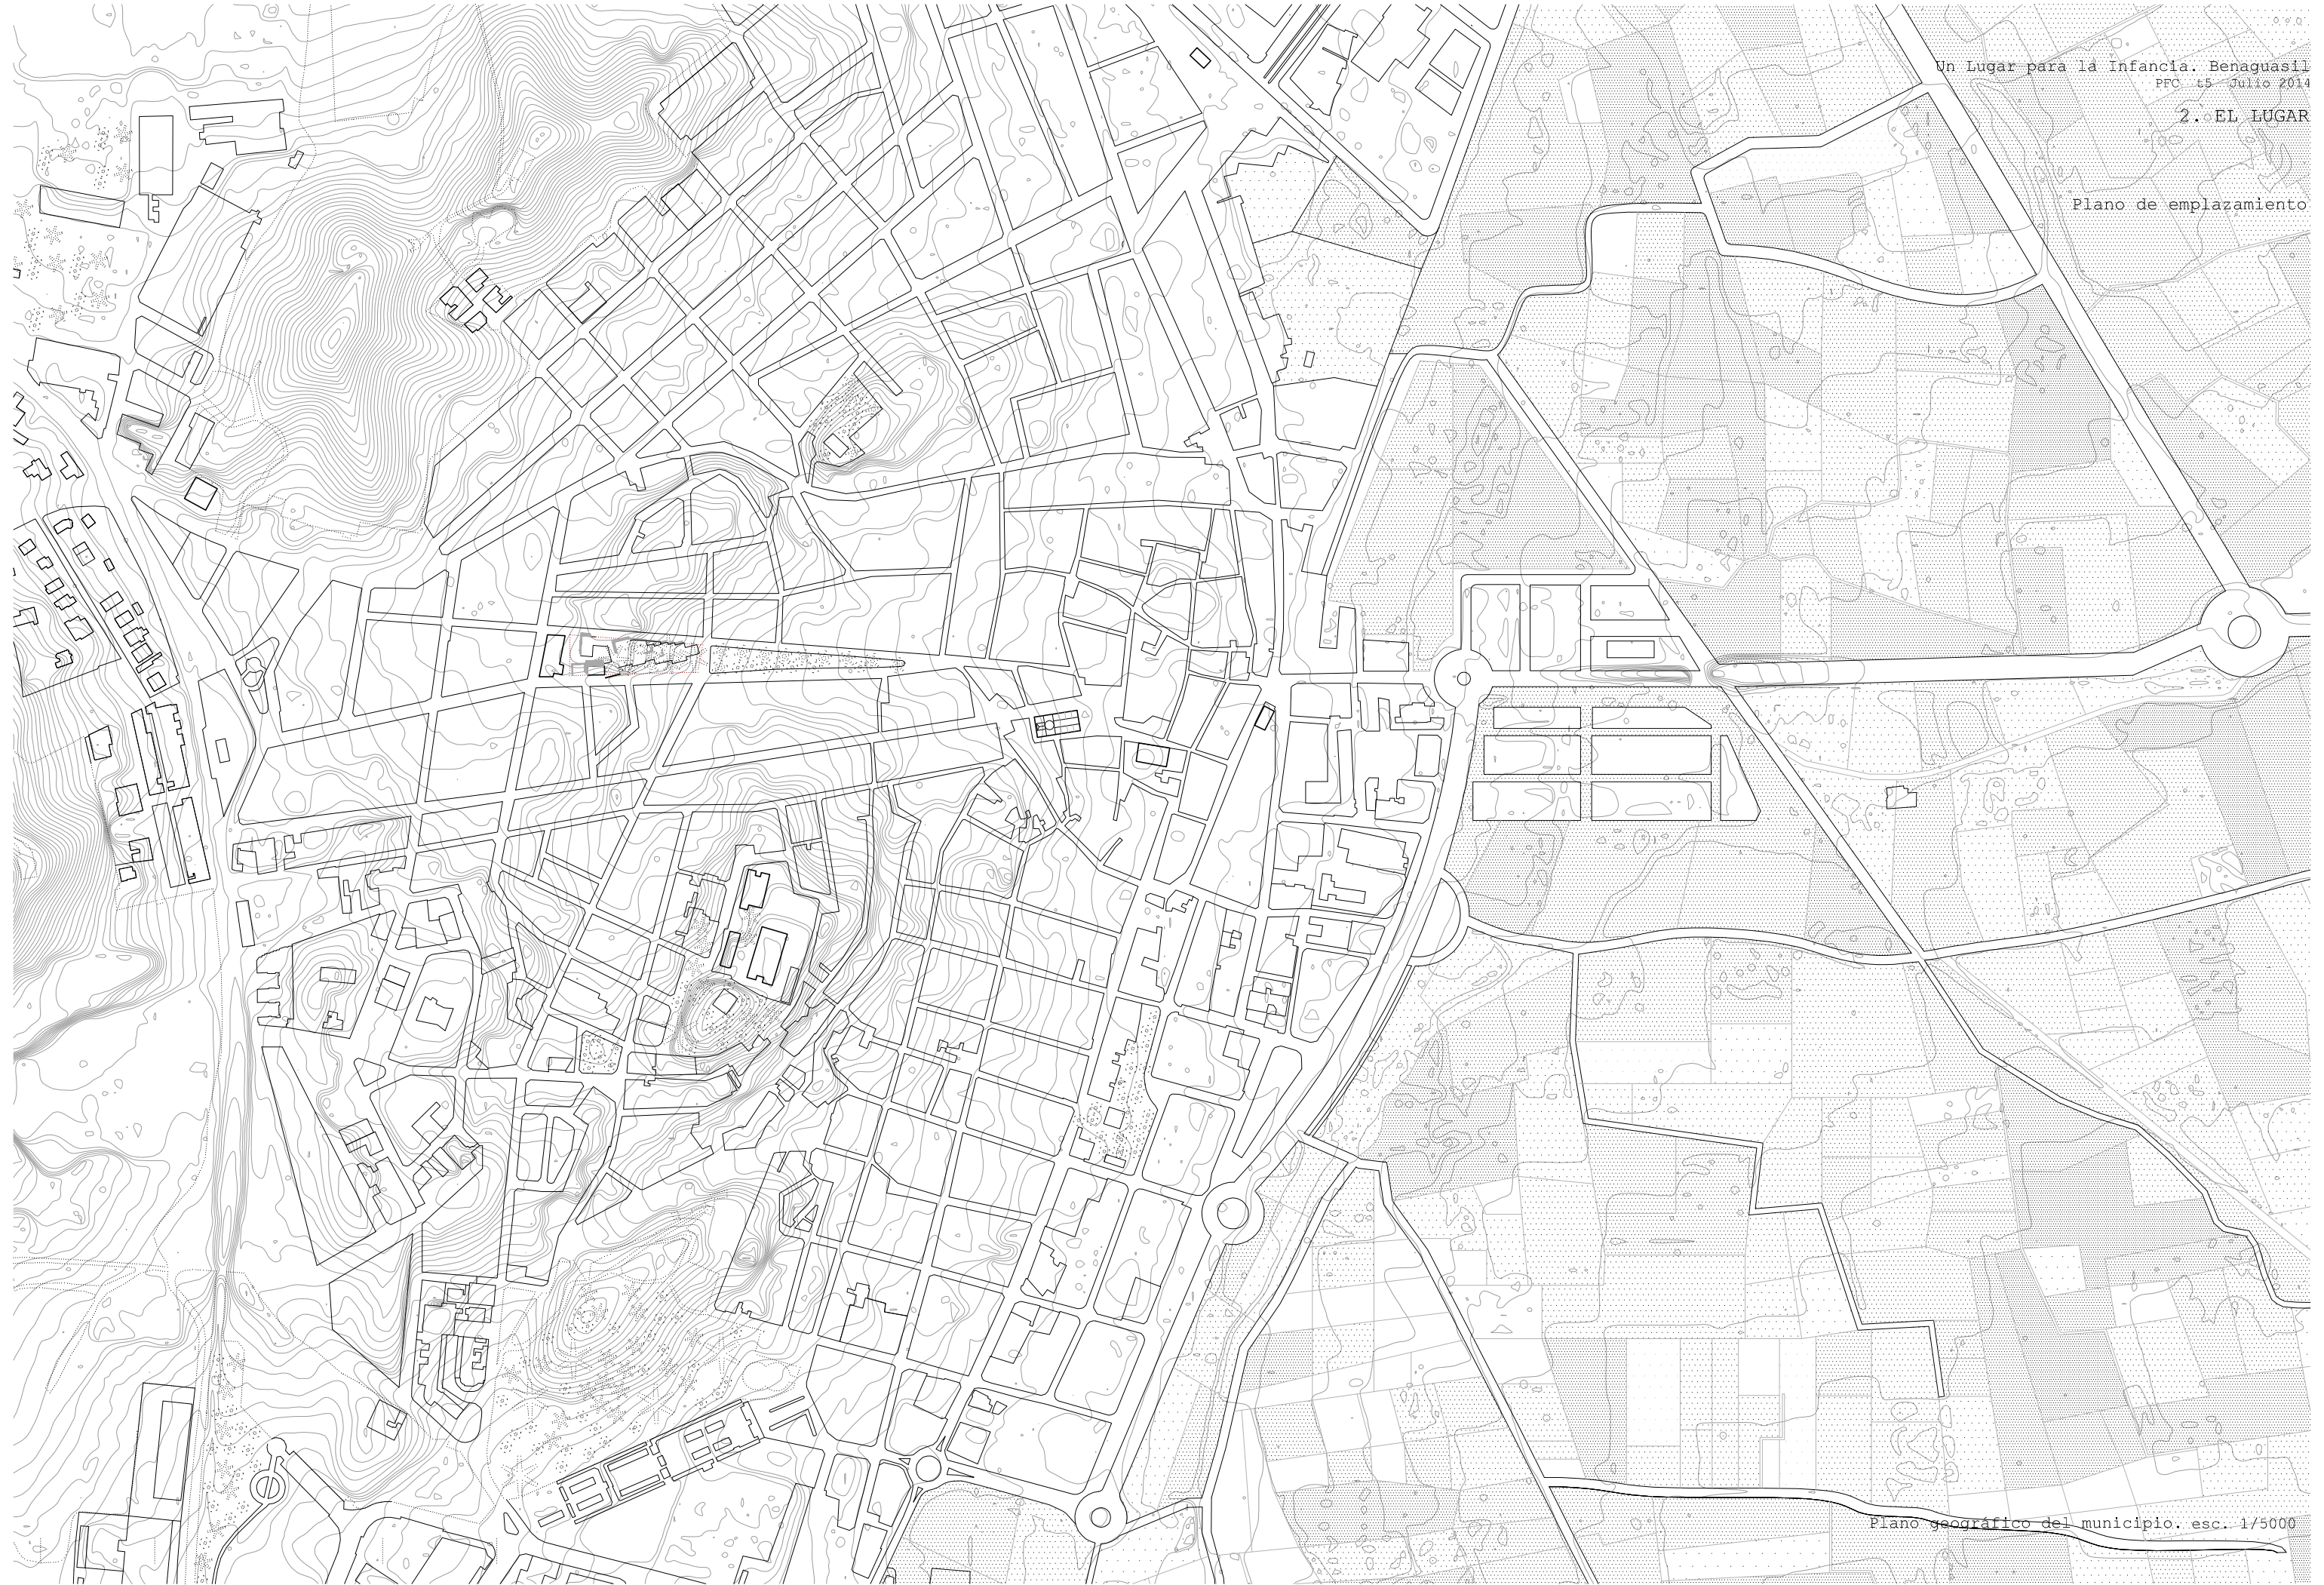 Un Lugar para la Infancia. Benaguasil
PFC t5 Julio 2014
2. EL LUGAR
Plano de emplazamiento
Plano geográfico del municipio. esc. 1/5000